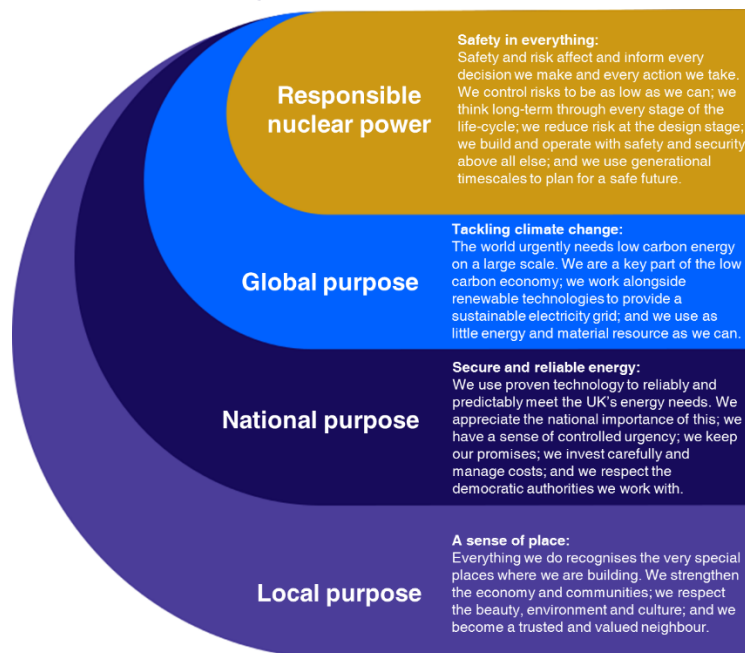 Responsible
nuclear power
Safety in everything:
Safety and risk affect and inform every
decision we make and every action we take.
We control risks to be as low as we can; we
think long-term through every stage of the
life-cycle; we reduce risk at the design stage;
we build and operate with safety and security
above all else; and we use generational
timescales to plan for a safe future.
Global purpose
Tackling climate change:
The world urgently needs low carbon energy
on a large scale. We are a key part of the low
carbon economy; we work alongside
renewable technologies to provide a
sustainable electricity grid; and we use as
little energy and material resource as we can.
National purpose
Secure and reliable energy:
We use proven technology to reliably and
predictably meet the UK's energy needs. We
appreciate the national importance of this; we
have a sense of controlled urgency; we keep
our promises; we invest carefully and
manage costs; and we respect the
democratic authorities we work with.
Local purpose
A sense of place:
Everything we do recognises the very special
places where we are building. We strengthen
the economy and communities; we respect
the beauty, environment and culture; and we
become a trusted and valued neighbour.